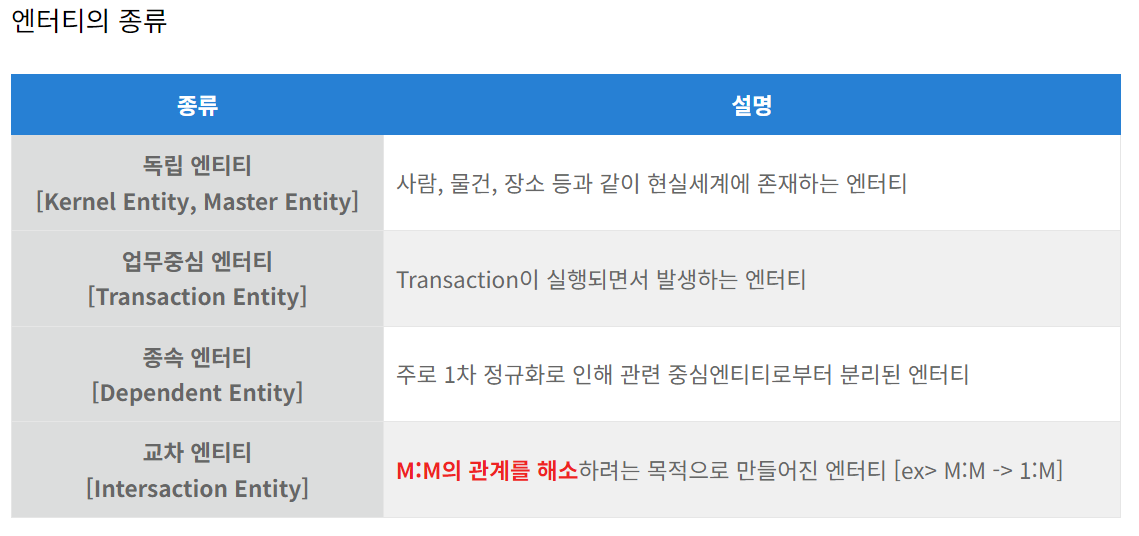 엔터티의 종류
종류
설명
독립 엔티티
[Kernel Entity, Master Entity]
사람, 물건, 장소 등과 같이 현실세계에 존재하는 엔터티
업무중심 엔터티
[Transaction Entity]
Transaction이 실행되면서 발생하는 엔터티
종속 엔터티
[Dependent Entity]
주로 1차 정규화로 인해 관련 중심엔티티로부터 분리된 엔터티
교차 엔티티
[Intersaction Entity]
M:M의 관계를 해소하려는 목적으로 만들어진 엔터티 [ex> M:M -> 1:M]